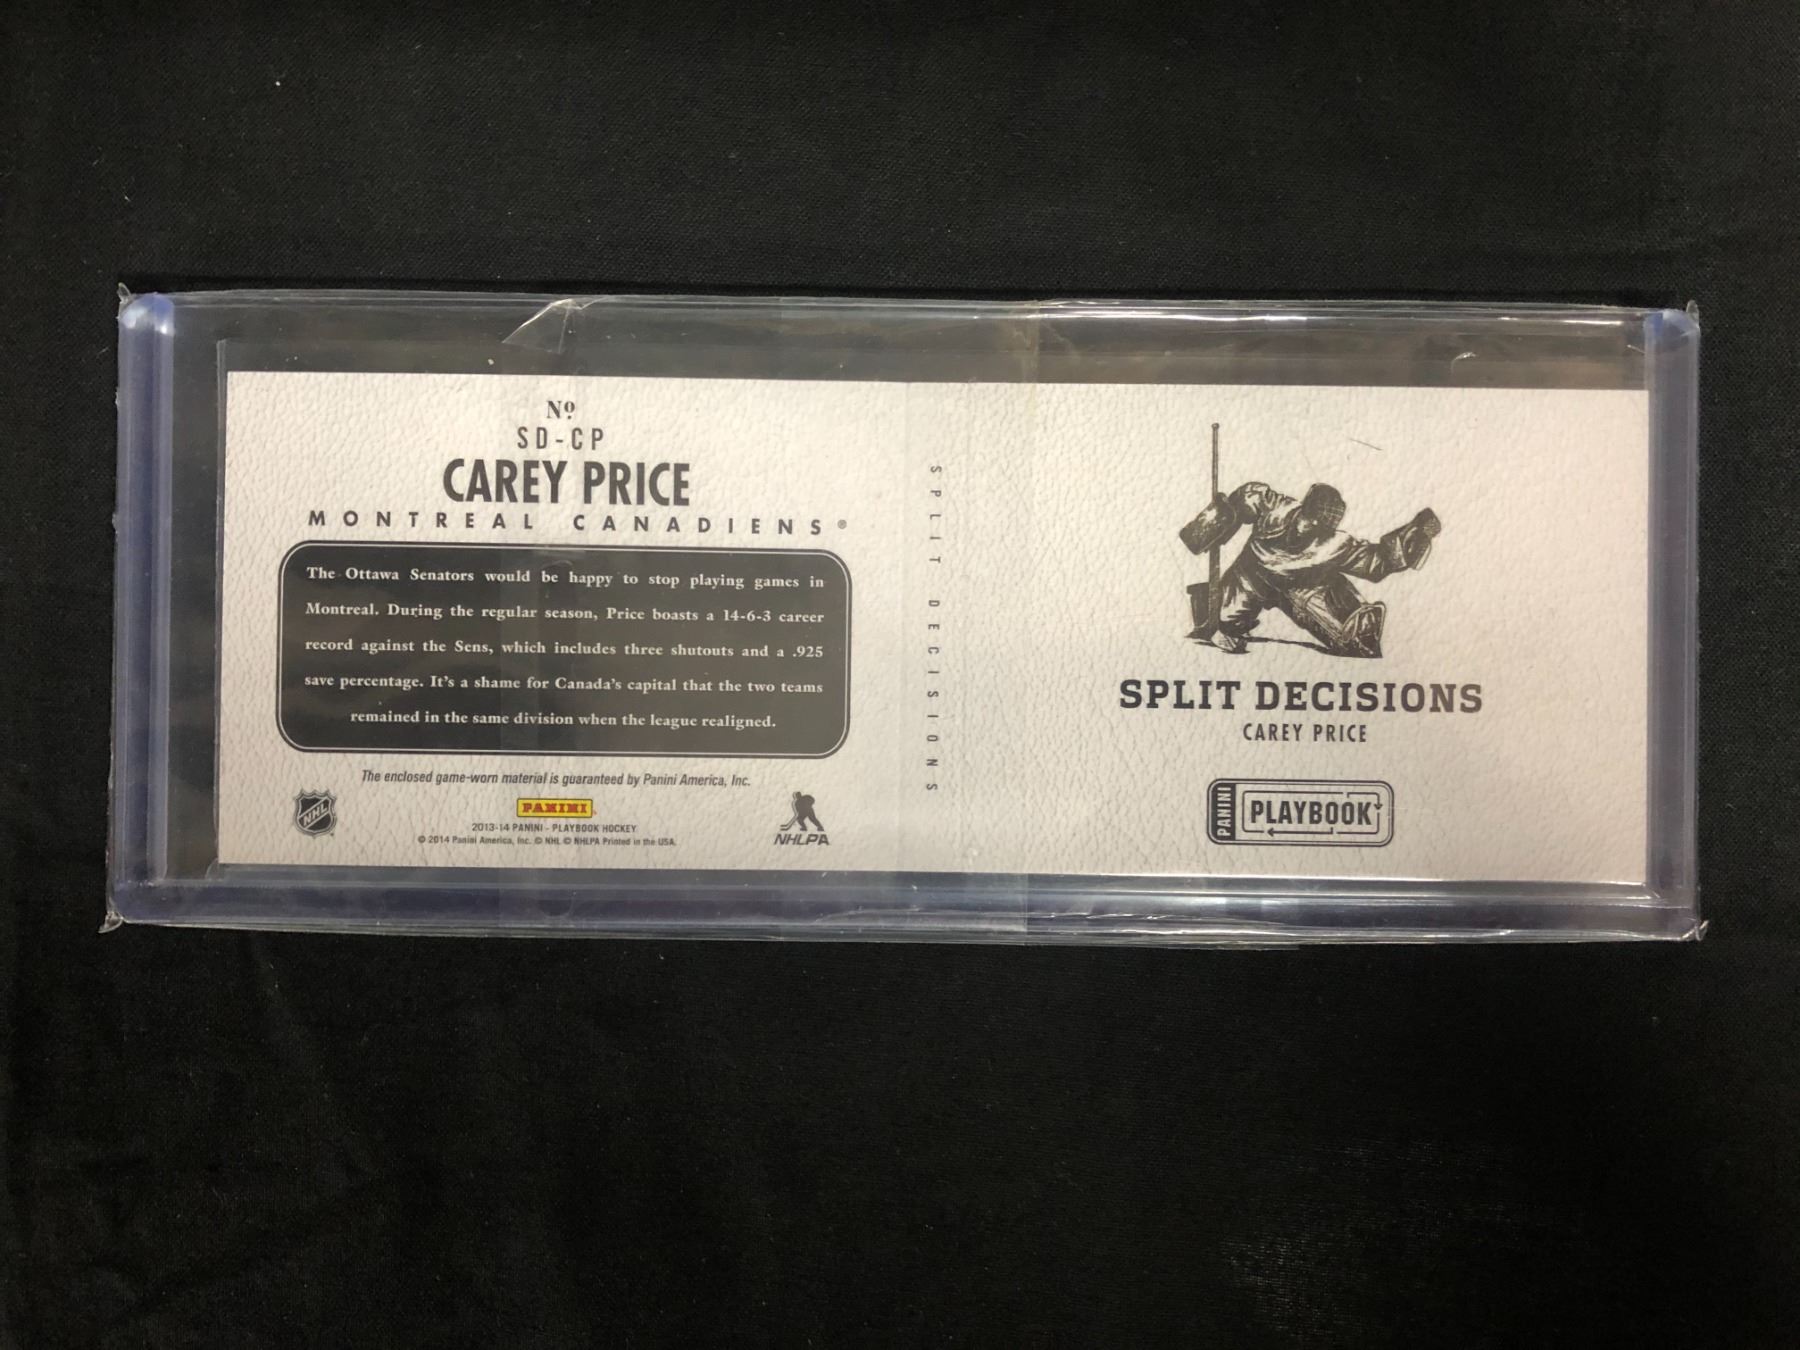 Nº
SD-CP
CAREY PRICE
MONTREAL CANADIENS®
The Ottawa Senators would be happy to stop playing games in
Montreal. During the regular season, Price boasts a 14-6-3 career
record against the Sens, which includes three shutouts and a .925
save percentage. It's a shame for Canada's capital that the two teams
remained in the same division when the league realigned.
The enclosed game-worn material is guaranteed by Panini America, Inc.
NHL
PANINI
2013-14 PANINI - PLAYBOOK HOCKEY
© 2014 Panini America, Inc. © NHL © NHLPA Printed in the USA.
NHLPA
SPLIT DECISIONS
SPLIT DECISIONS
CAREY PRICE
PANINI
PLAYBOOK